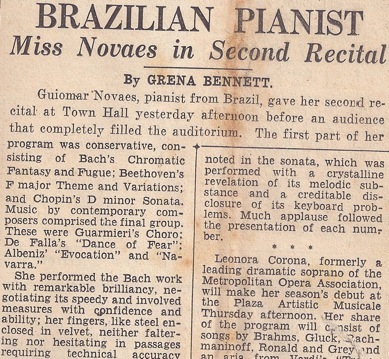 BRAZILIAN PIANIST
Miss Novaes in Second Recital
By GRENA BENNETT.
Guiomar Novaes, pianist from Brazil, gave her second re-
cital at Town Hall yesterday afternoon before an audience
that completely filled the auditorium. The first part of her
program was conservative, con-
sisting of Bach's Chromatic
Fantasy and Fugue; Beethoven's
F major Theme and Variations;
and Chopin's D minor Sonata.
Music by contemporary com-
posers comprised the final group.
These were Guarmieri's Choro;
De Falla's "Dance of Fear";
Albeniz' "Evocation" and "Na-
varra."
She performed the Bach work
with remarkable brilliancy, ne-
gotiating its speedy and involved
measures with confidence and
ability; her fingers, like steel en-
closed in velvet, neither falter-
ing nor hesitating in passages
requiring technical accuracy
noted in the sonata, which was
performed with a crystalline
revelation of its melodic sub-
stance and a creditable dis-
closure of its keyboard prob-
lems. Much applause followed
the presentation of each num-
ber.
* * *
Leonora Corona, formerly a
leading dramatic soprano of the
Metropolitan Opera Association,
will make her season's debut at
the Plaza Artistic Musicale
Thursday afternoon. Her share
of the program will consist of
songs by Brahms, Gluck, Rach-
maninoff, Ronald and
an aria from